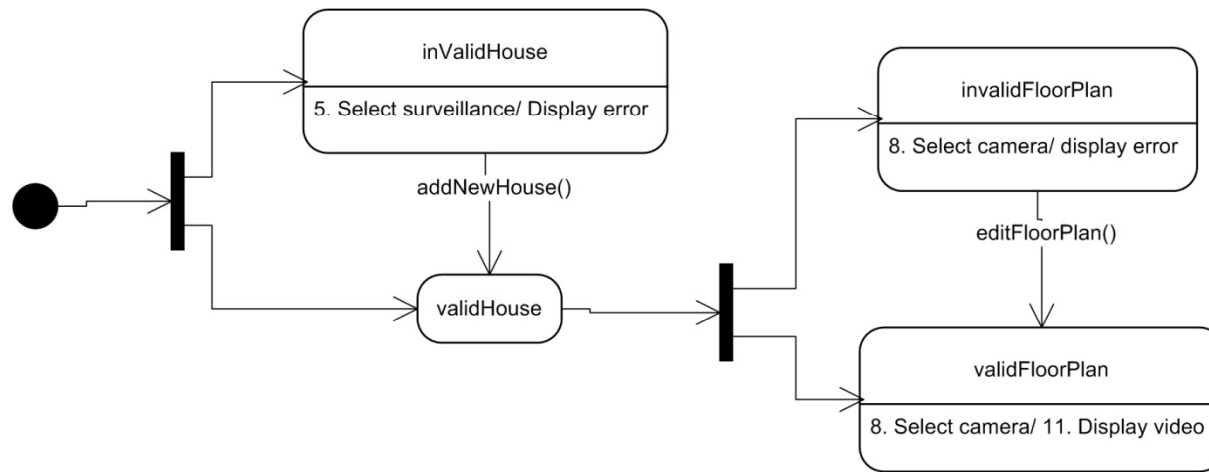 inValidHouse
5. Select surveillance/ Display error
addNewHouse()
validHouse
invalidFloorPlan
8. Select camera/ display error
editFloorPlan()
validFloorPlan
8. Select camera/ 11. Display video